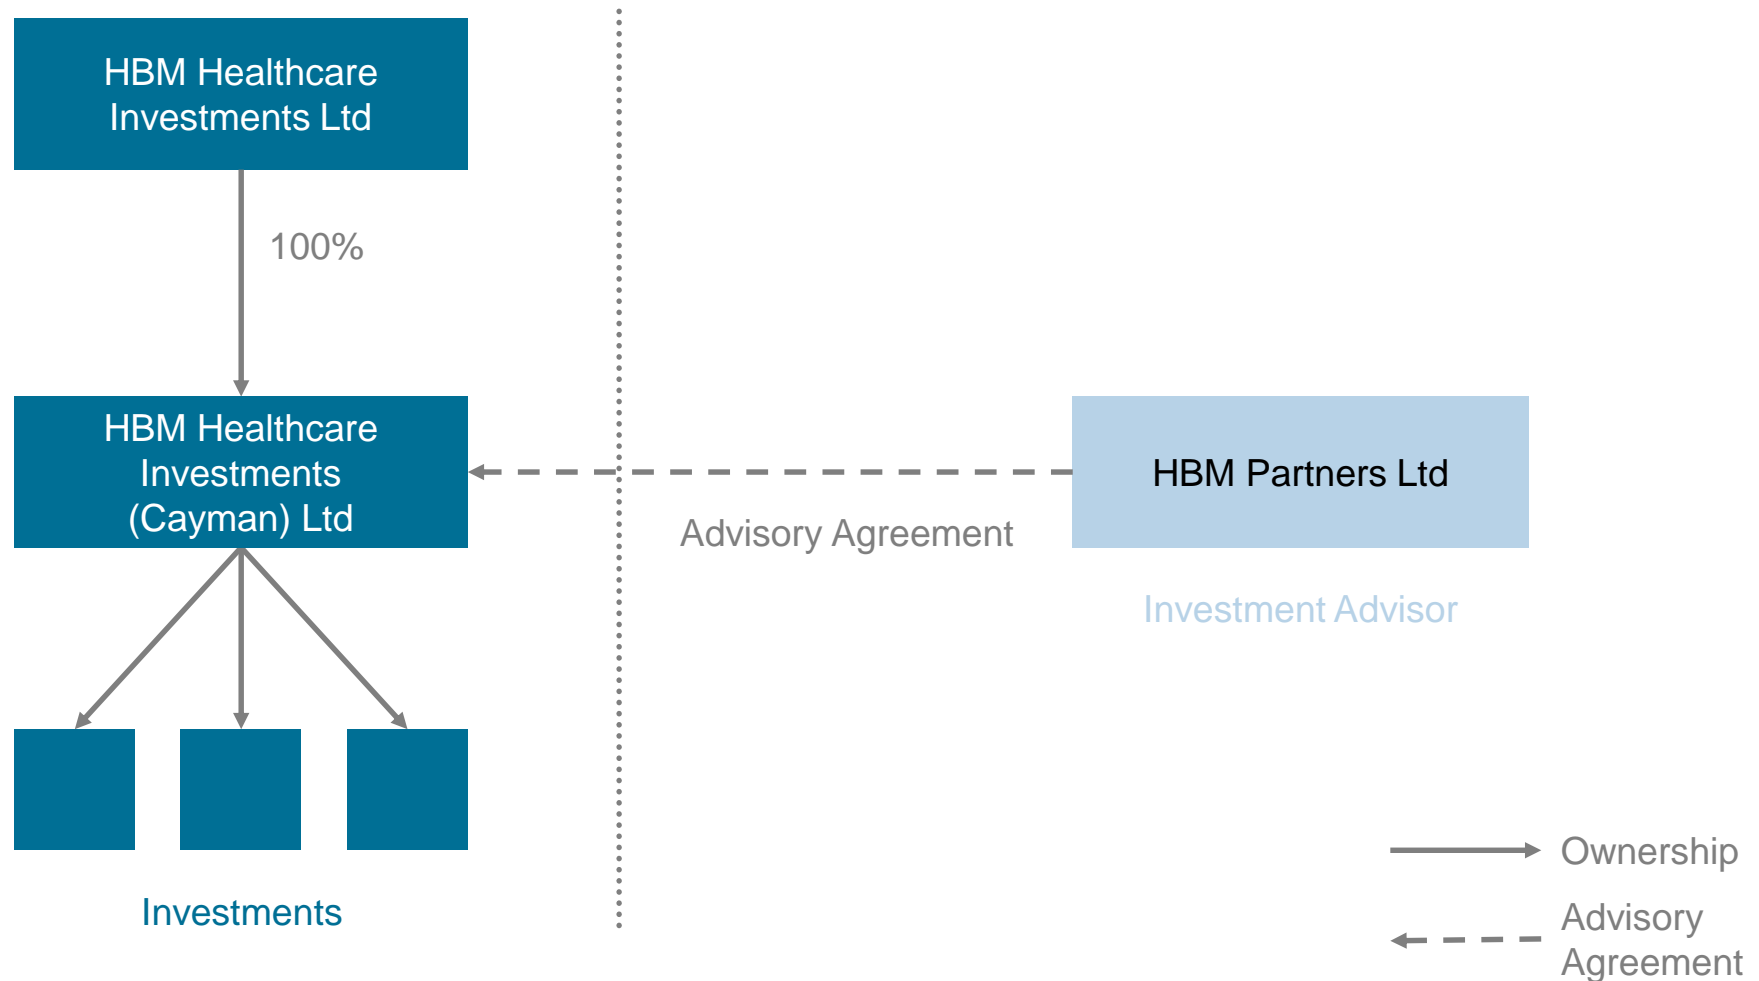 HBM Healthcare
Investments Ltd
100%
HBM Healthcare
Investments
(Cayman) Ltd
Advisory Agreement
HBM Partners Ltd
Investment Advisor
Investments
Ownership
Advisory
Agreement